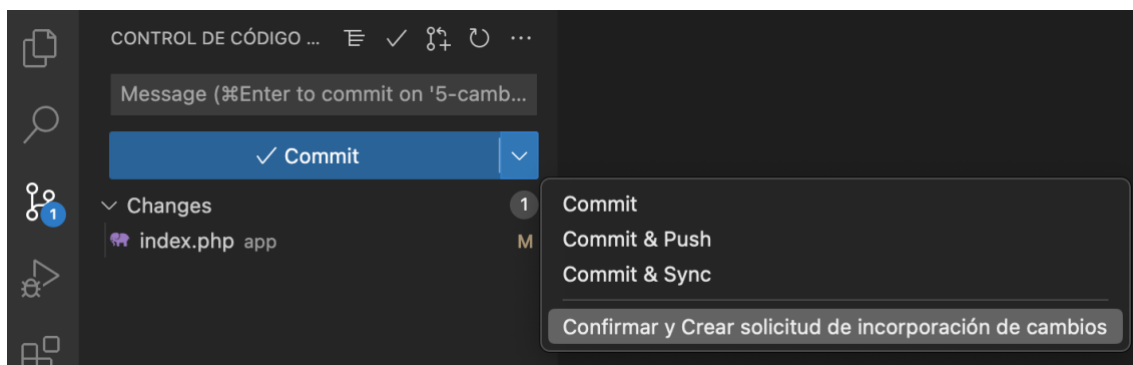 CONTROL DE CÓDIGO ...
Message (⌘Enter to commit on '5-camb...
Commit
Changes 1
index.php app M
1
Commit
Commit & Push
Commit & Sync
Confirmar y Crear solicitud de incorporación de cambios